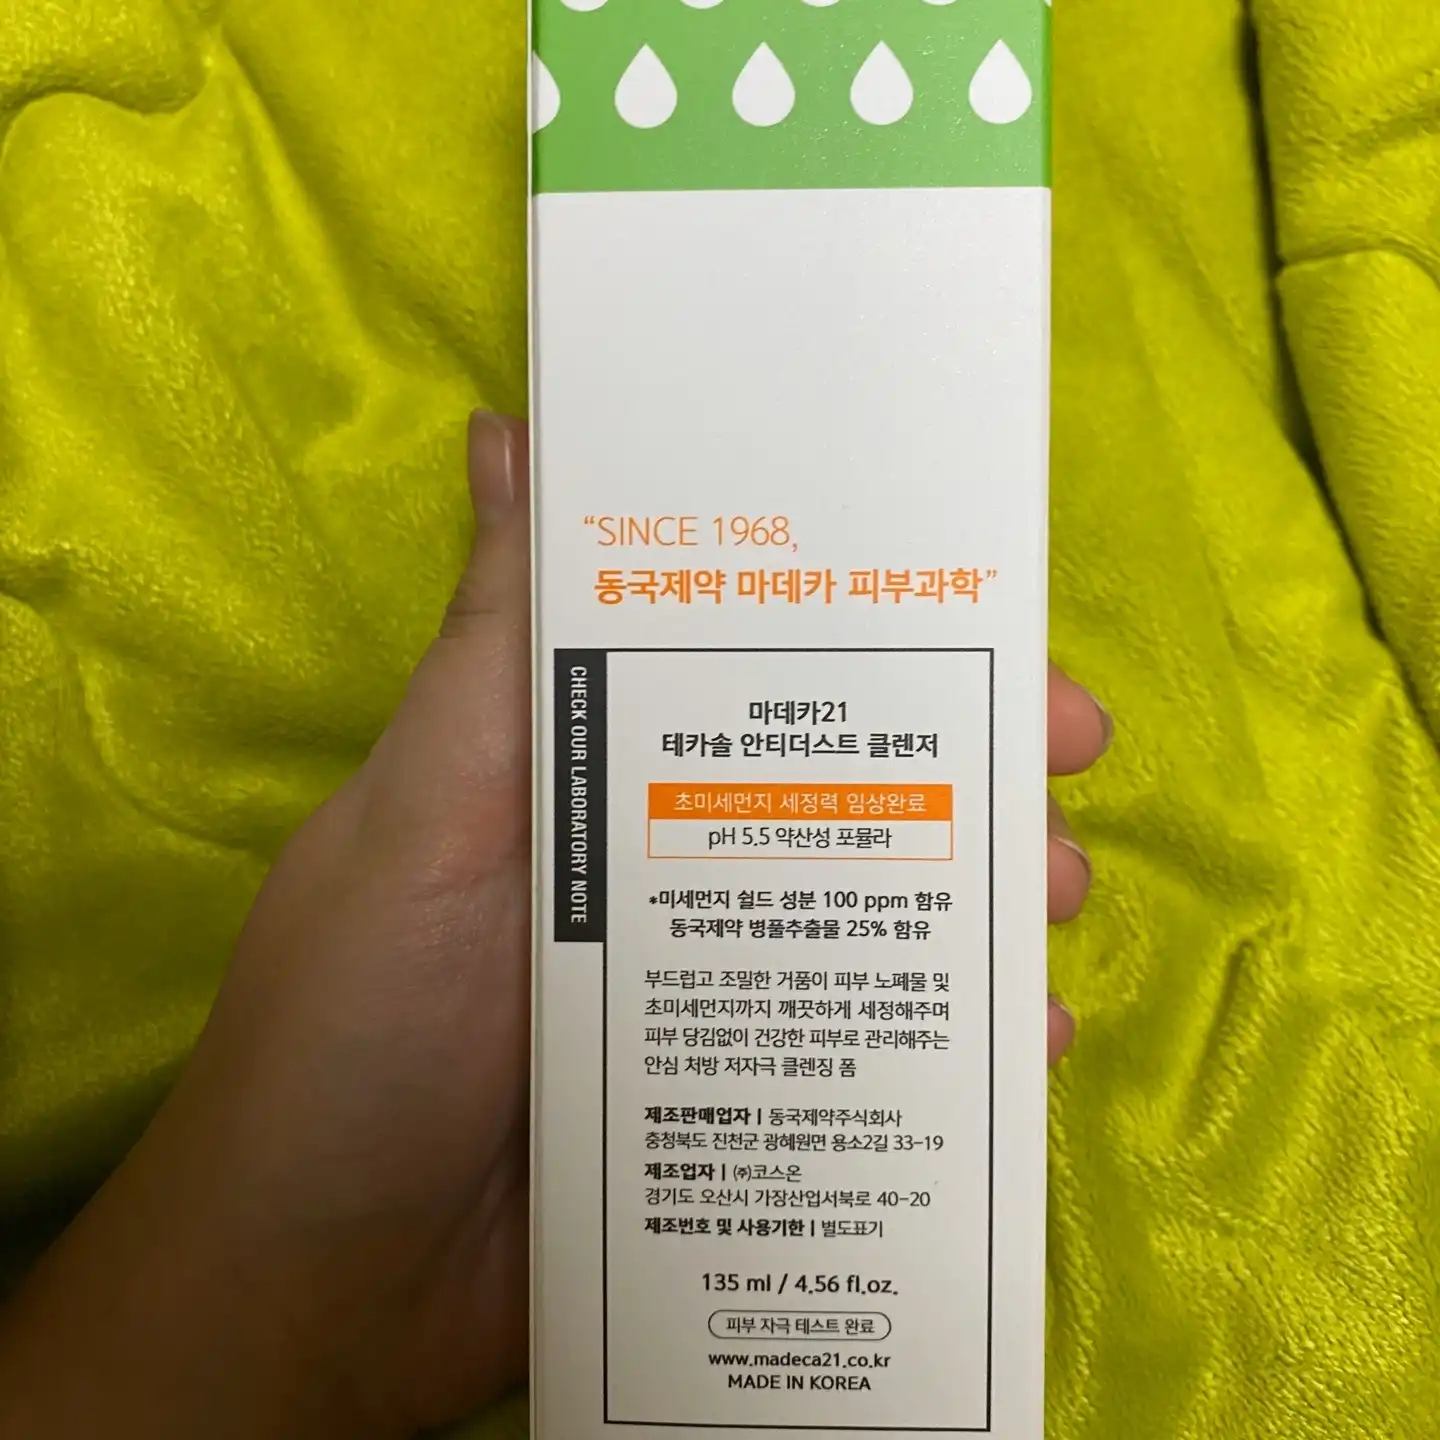 “SINCE 1968,
동국제약 마데카 피부과학”
CHECK OUR LABORATORY NOTE
마데카21
테카솔 안티더스트 클렌저
초미세먼지 세정력 임상완료
pH 5.5 약산성 포뮬라
*미세먼지 쉴드 성분 100 ppm 함유
동국제약 병풀추출물 25% 함유
부드럽고 조밀한 거품이 피부 노폐물 및
초미세먼지까지 깨끗하게 세정해주며
피부 당김없이 건강한 피부로 관리해주는
안심 처방 저자극 클렌징 폼
제조판매업자 | 동국제약주식회사
충청북도 진천군 광혜원면 용소2길 33-19
제조업자 | ㈜코스온
경기도 오산시 가장산업서북로 40-20
제조번호 및 사용기한 | 별도표기
135 ml / 4.56 fl.oz.
피부 자극 테스트 완료
www.madeca21.co.kr
MADE IN KOREA